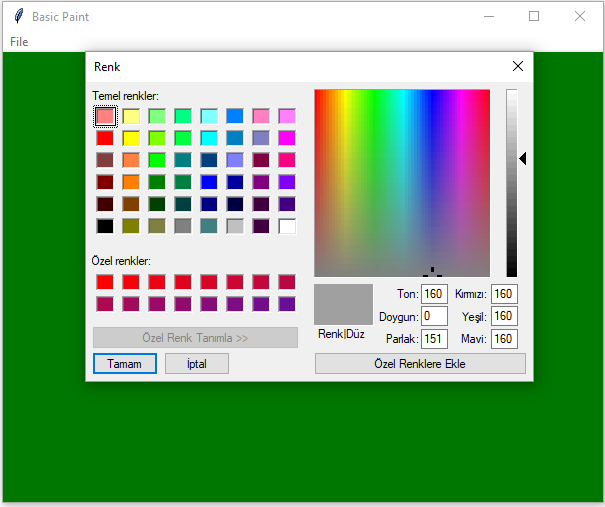 Basic Paint
File
Renk
Temel renkler:
Özel renkler:
Özel Renk Tanımla >>
Tamam
İptal
Renk|Düz
Ton: 160
Kırmızı: 160
Doygun: 0
Yeşil: 160
Parlak: 151
Mavi: 160
Özel Renklere Ekle